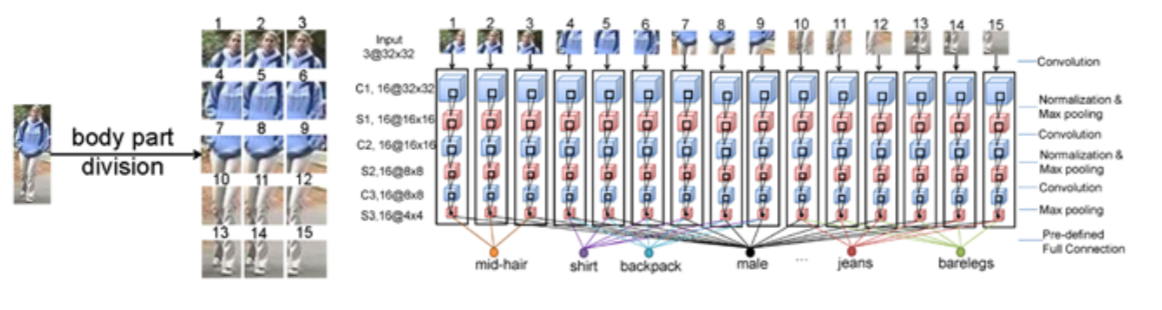 body part
division
1 2 3
4 5 6
7 8 9
10 11 12
13 14 15
Input
3@32x32
1 2 3 4 5 6 7 8 9 10 11 12 13 14 15
C1, 16@32x32
S1, 16@16x16
C2, 16@16x16
S2,16@8x8
C3,16@8x8
S3,16@4x4
Convolution
Normalization &
Max pooling
Convolution
Normalization &
Max pooling
Convolution
Max pooling
Pre-defined
Full Connection
mid-hair shirt backpack male ... jeans barelegs